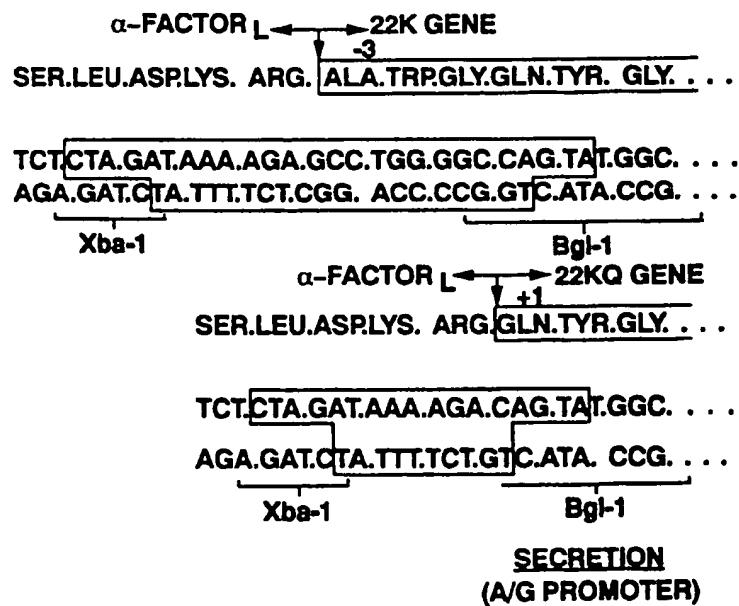 α-FACTOR L 22K GENE
-3
SER.LEU.ASP.LYS. ARG. ALA.TRP.GLY.GLN.TYR. GLY. . . .
TCT.CTA.GAT.AAA.AGA.GCC.TGG.GGC.CAG.TAT.GGC. . . .
AGA.GAT.CTA.TTT.TCT.CGG. ACC.CCG.GTC.ATA.CCG. . . .
Xba-1 Bgl-1
α-FACTOR L 22KQ GENE
+1
SER.LEU.ASP.LYS. ARG.GLN.TYR.GLY. . . .
TCT.CTA.GAT.AAA.AGA.CAG.TAT.GGC. . . .
AGA.GAT.CTA.TTT.TCT.GTC.ATA. CCG. . . .
Xba-1 Bgl-1
SECRETION
(A/G PROMOTER)